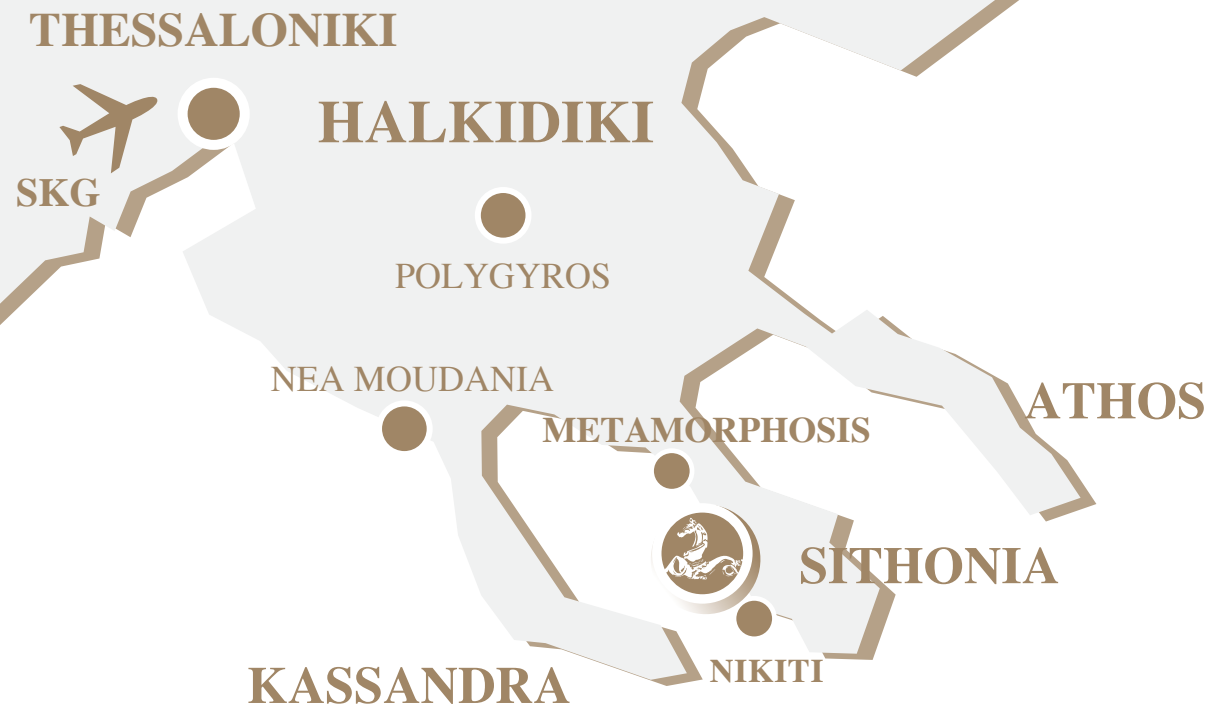 THESSALONIKI
HALKIDIKI
SKG
POLYGYROS
NEA MOUDANIA
ATHOS
METAMORPHOSIS
SITHONIA
NIKITI
KASSANDRA